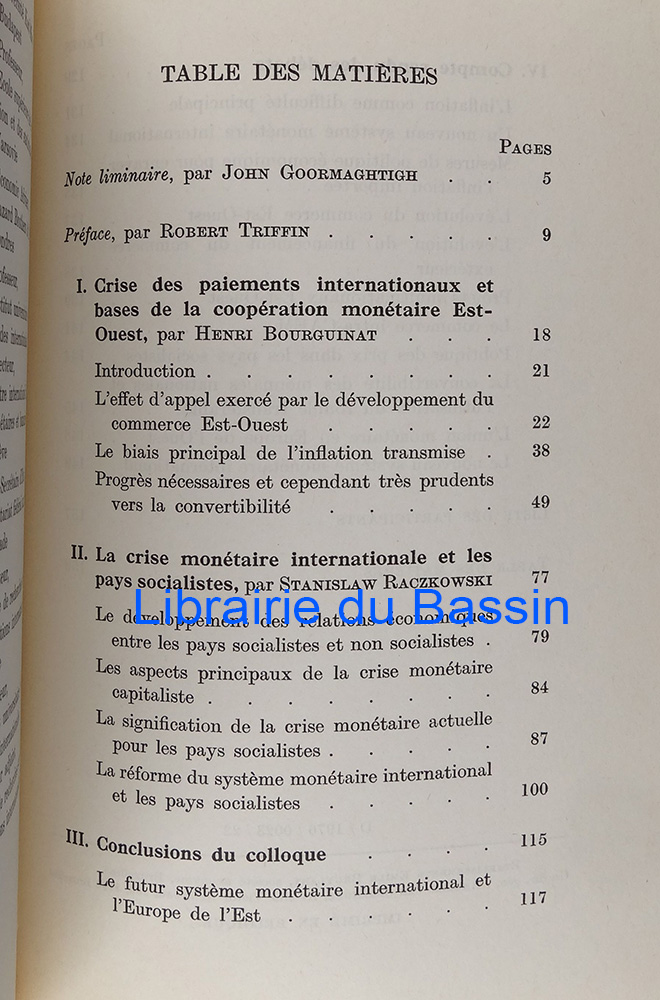 TABLE DES MATIÈRES
PAGES
Note liminaire, par JOHN GOORMAGHTIGH . . 5
Préface, par ROBERT TRIFFIN . . . . . 9
I. Crise des paiements internationaux et
bases de la coopération monétaire Est-
Ouest, par HENRI BOURGUINAT . . . 18
Introduction . . . . . . . . 21
L'effet d'appel exercé par le développement du
commerce Est-Ouest . . . . . 22
Le biais principal de l'inflation transmise . 38
Progrès nécessaires et cependant très prudents
vers la convertibilité . . . . . 49
II. La crise monétaire internationale et les
pays socialistes, par STANISLAW RACZKOWSKI 77
Librairie du Bassin
Le développement des relations économiques
entre les pays socialistes et non socialistes . 79
Les aspects principaux de la crise monétaire
capitaliste . . . . . . . . 84
La signification de la crise monétaire actuelle
pour les pays socialistes . . . . . 87
La réforme du système monétaire international
et les pays socialistes . . . . . 100
III. Conclusions du colloque . . . . 115
Le futur système monétaire international et
l'Europe de l'Est . . . . . . 117